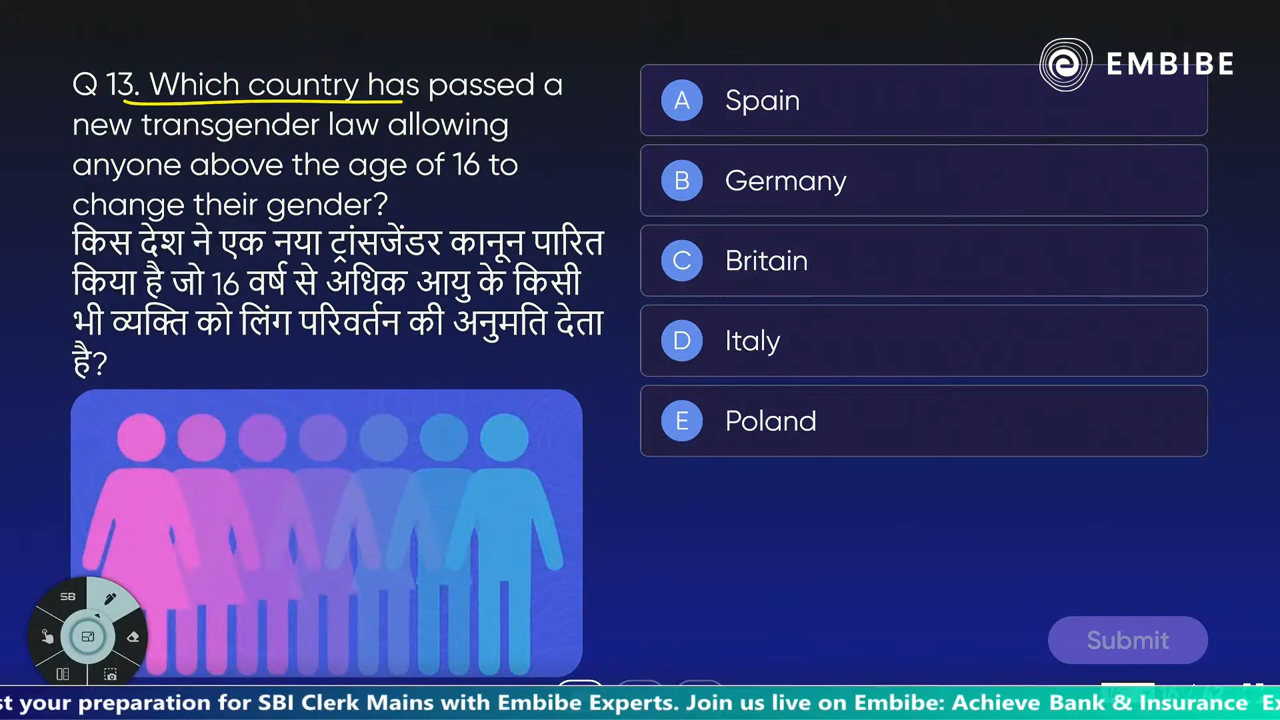 EMBIBE
Q 13. Which country has passed a
new transgender law allowing
anyone above the age of 16 to
change their gender?
किस देश ने एक नया ट्रांसजेंडर कानून पारित
किया है जो 16 वर्ष से अधिक आयु के किसी
भी व्यक्ति को लिंग परिवर्तन की अनुमति देता
है?
A Spain
B Germany
C Britain
D Italy
E Poland
SB
Submit
st your preparation for SBI Clerk Mains with Embibe Experts. Join us live on Embibe: Achieve Bank & Insurance Ex